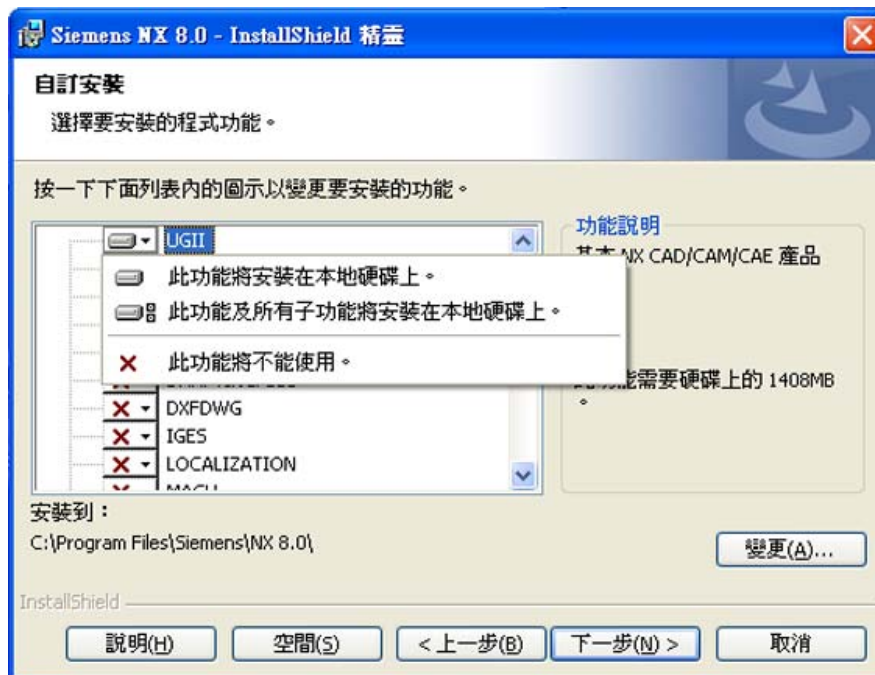 Siemens NX 8.0 - InstallShield 精靈
自訂安裝
選擇要安裝的程式功能。
按一下下面列表內的圖示以變更要安裝的功能。
UGII
此功能將安裝在本地硬碟上。
此功能及所有子功能將安裝在本地硬碟上。
此功能將不能使用。
DXFDWG
IGES
LOCALIZATION
功能說明
基本 NX CAD/CAM/CAE 產品
此功能需要硬碟上的 1408MB
。
安裝到：
C:\Program Files\Siemens\NX 8.0\
變更(A)...
InstallShield
說明(H)
空間(S)
< 上一步(B)
下一步(N) >
取消